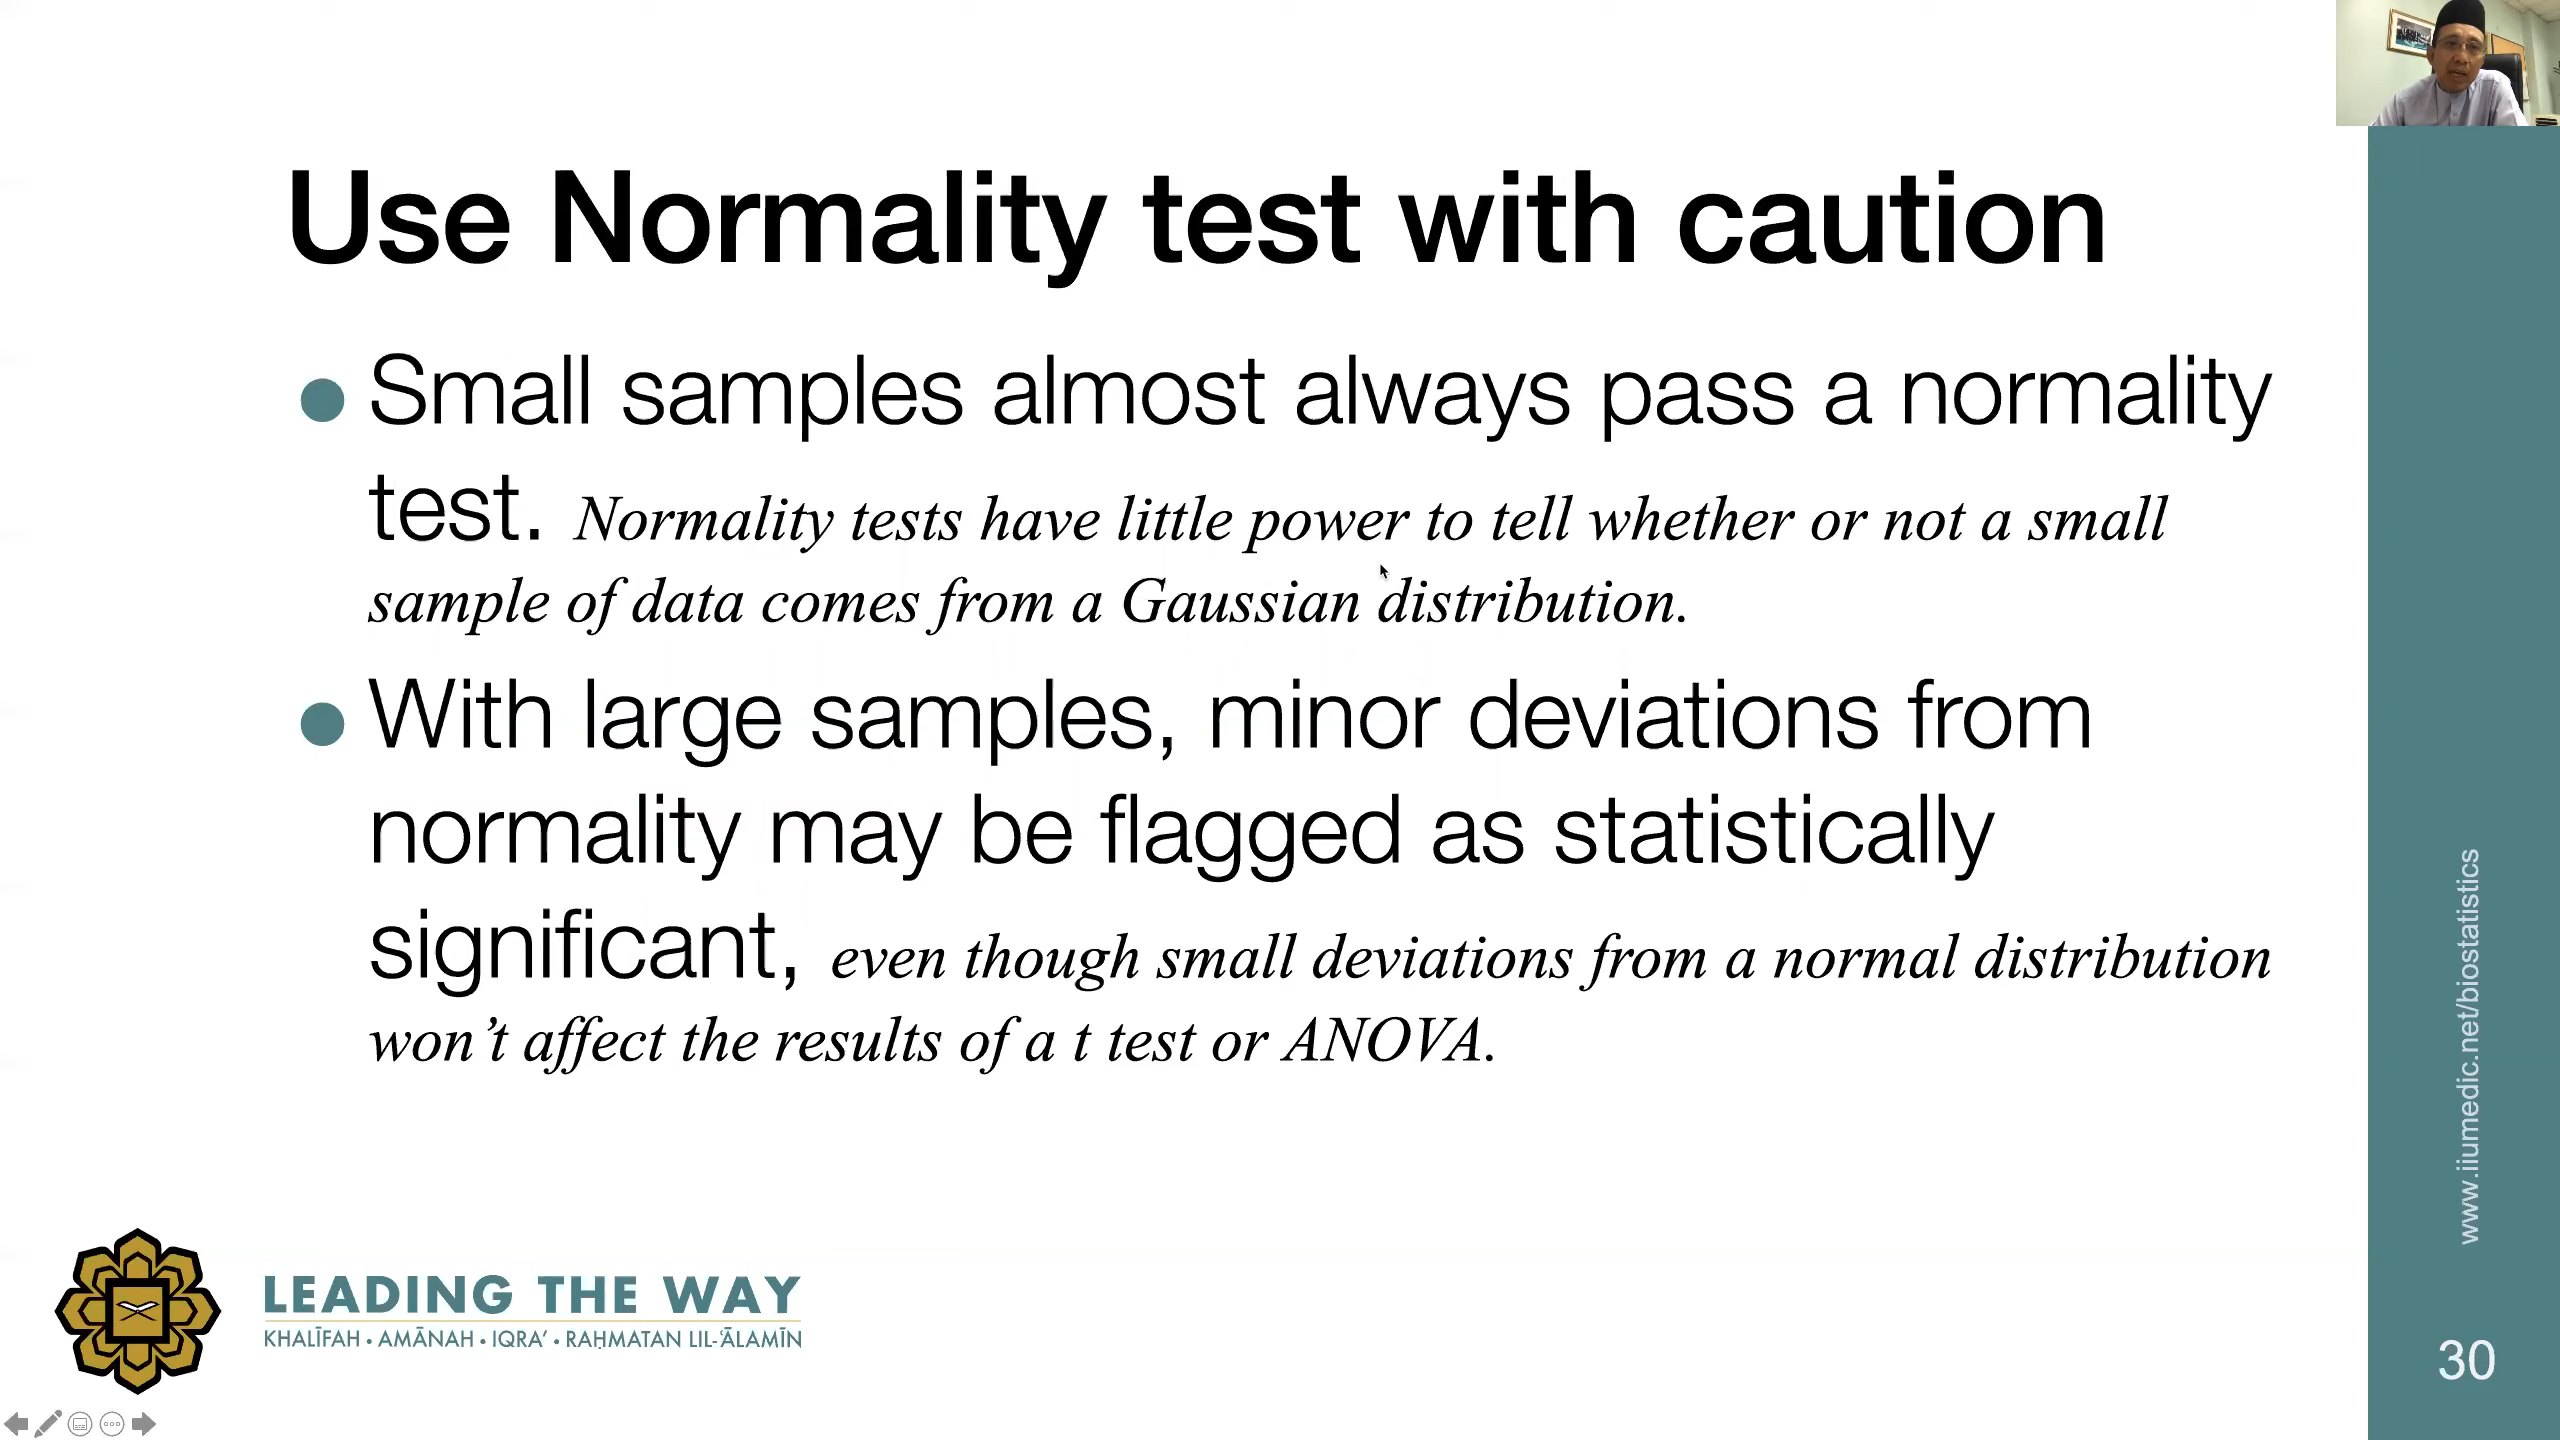 Use Normality test with caution
Small samples almost always pass a normality
test. Normality tests have little power to tell whether or not a small
sample of data comes from a Gaussian distribution.
With large samples, minor deviations from
normality may be flagged as statistically
significant, even though small deviations from a normal distribution
won’t affect the results of a t test or ANOVA.
www.iiumedic.net/biostatistics
LEADING THE WAY
KHALĪFAH • AMĀNAH • IQRA’ • RAḤMATAN LIL-‘ĀLAMĪN
30